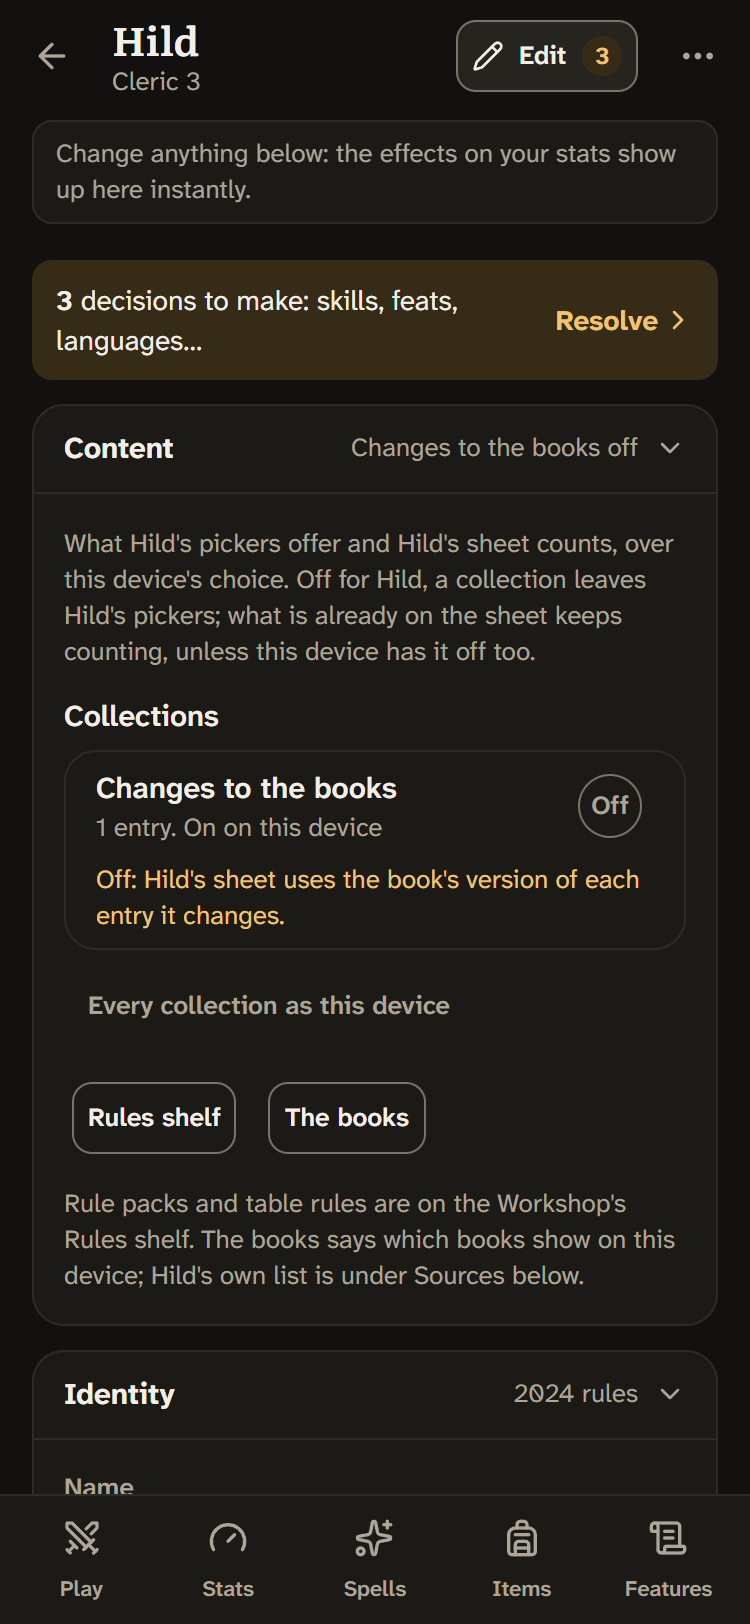 Hild
Cleric 3
Edit 3
Change anything below: the effects on your stats show
up here instantly.
3 decisions to make: skills, feats,
languages...
Resolve
Content
Changes to the books off
What Hild's pickers offer and Hild's sheet counts, over
this device's choice. Off for Hild, a collection leaves
Hild's pickers; what is already on the sheet keeps
counting, unless this device has it off too.
Collections
Changes to the books
1 entry. On on this device
Off
Off: Hild's sheet uses the book's version of each
entry it changes.
Every collection as this device
Rules shelf
The books
Rule packs and table rules are on the Workshop's
Rules shelf. The books says which books show on this
device; Hild's own list is under Sources below.
Identity
2024 rules
Name
Play
Stats
Spells
Items
Features